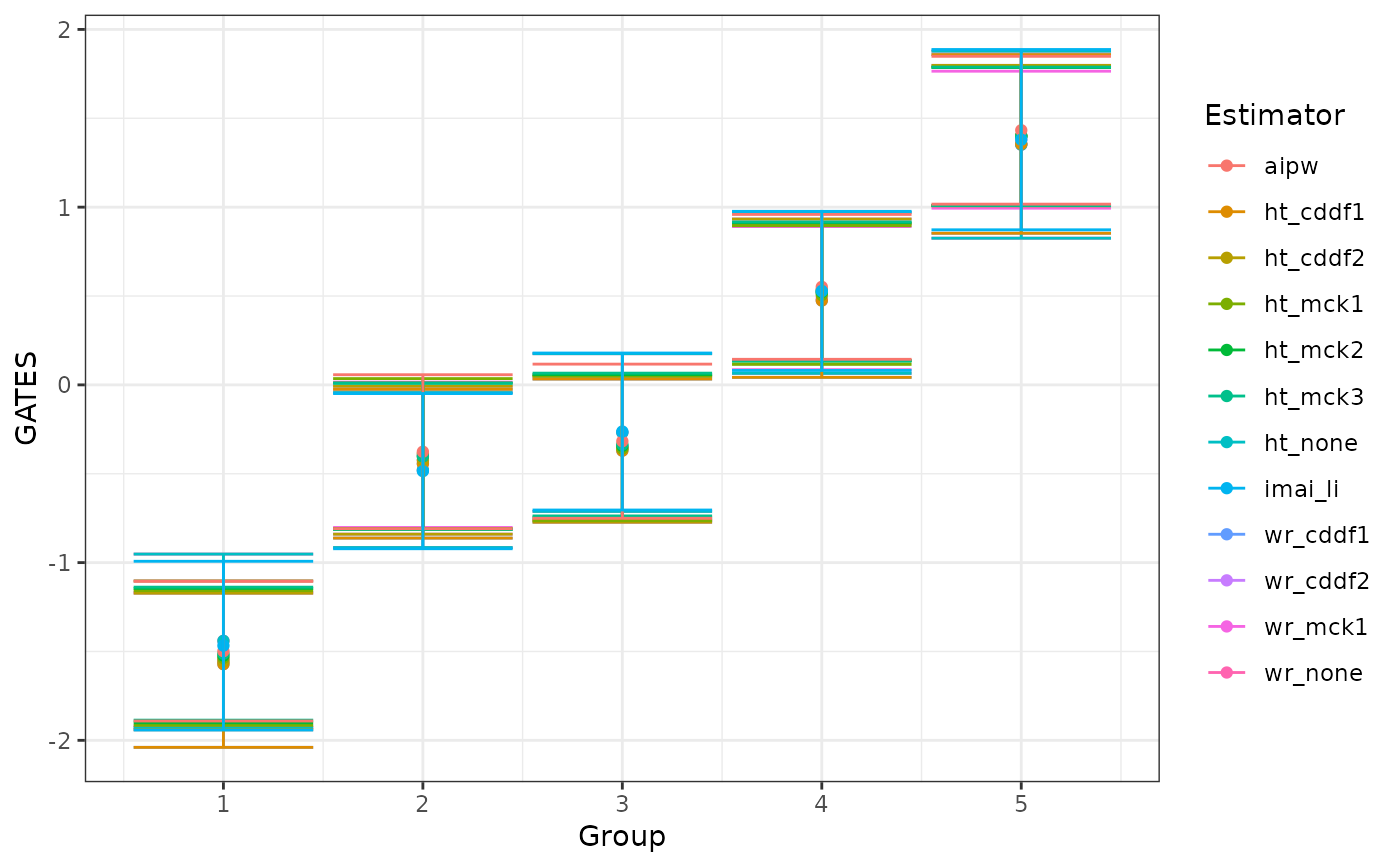 2
1
0
-1
-2
GATES
1 2 3 4 5
Group
Estimator
aipw
ht_cddf1
ht_cddf2
ht_mck1
ht_mck2
ht_mck3
ht_none
imai_li
wr_cddf1
wr_cddf2
wr_mck1
wr_none